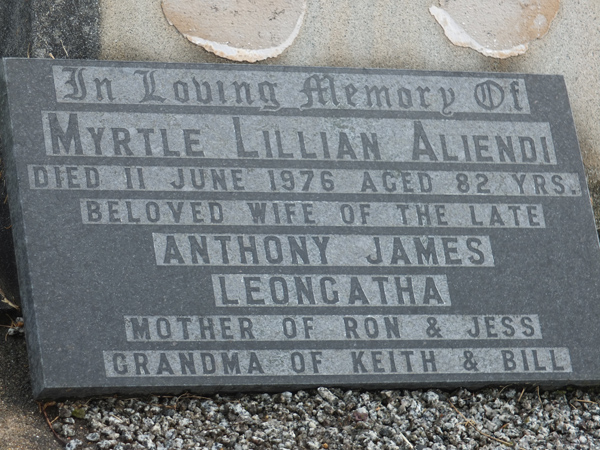 In Loving Memory Of
MYRTLE LILLIAN ALIENDI
DIED 11 JUNE 1976 AGED 82 YRS.
BELOVED WIFE OF THE LATE
ANTHONY JAMES
LEONGATHA
MOTHER OF RON & JESS
GRANDMA OF KEITH & BILL